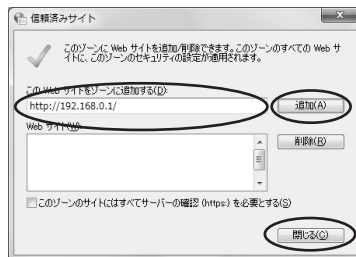 信頼済みサイト
このゾーンに Web サイトを追加/削除できます。このゾーンのすべての Web サ
イトに、このゾーンのセキュリティの設定が適用されます。
この Web サイトをゾーンに追加する(D):
http://192.168.0.1/
追加(A)
Web サイト(W):
削除(R)
このゾーンのサイトにはすべてサーバーの確認 (https:) を必要とする(S)
閉じる(C)